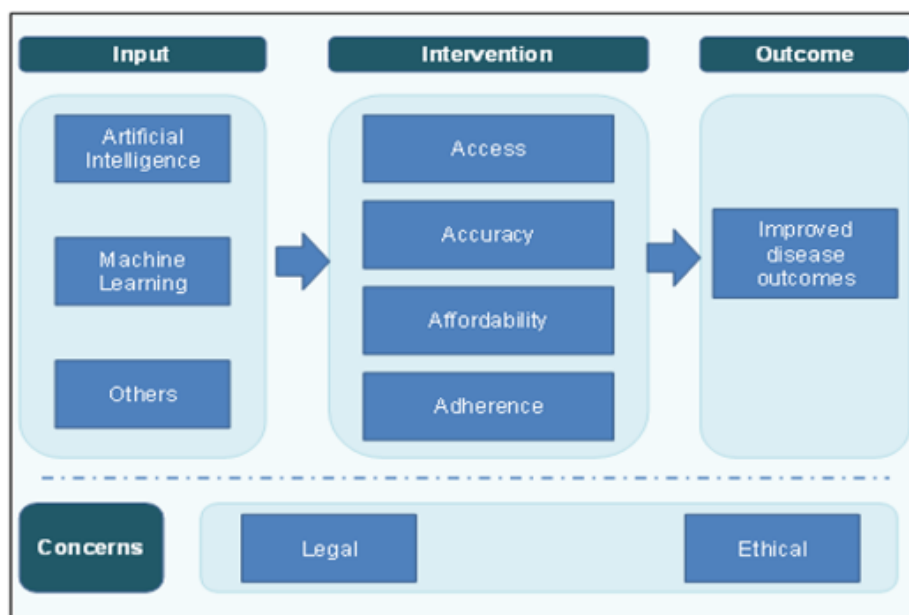 Input
Intervention
Outcome
Artificial
Intelligence
Machine
Learning
Others
Access
Accuracy
Affordability
Adherence
Improved
disease
outcomes
Concerns
Legal
Ethical